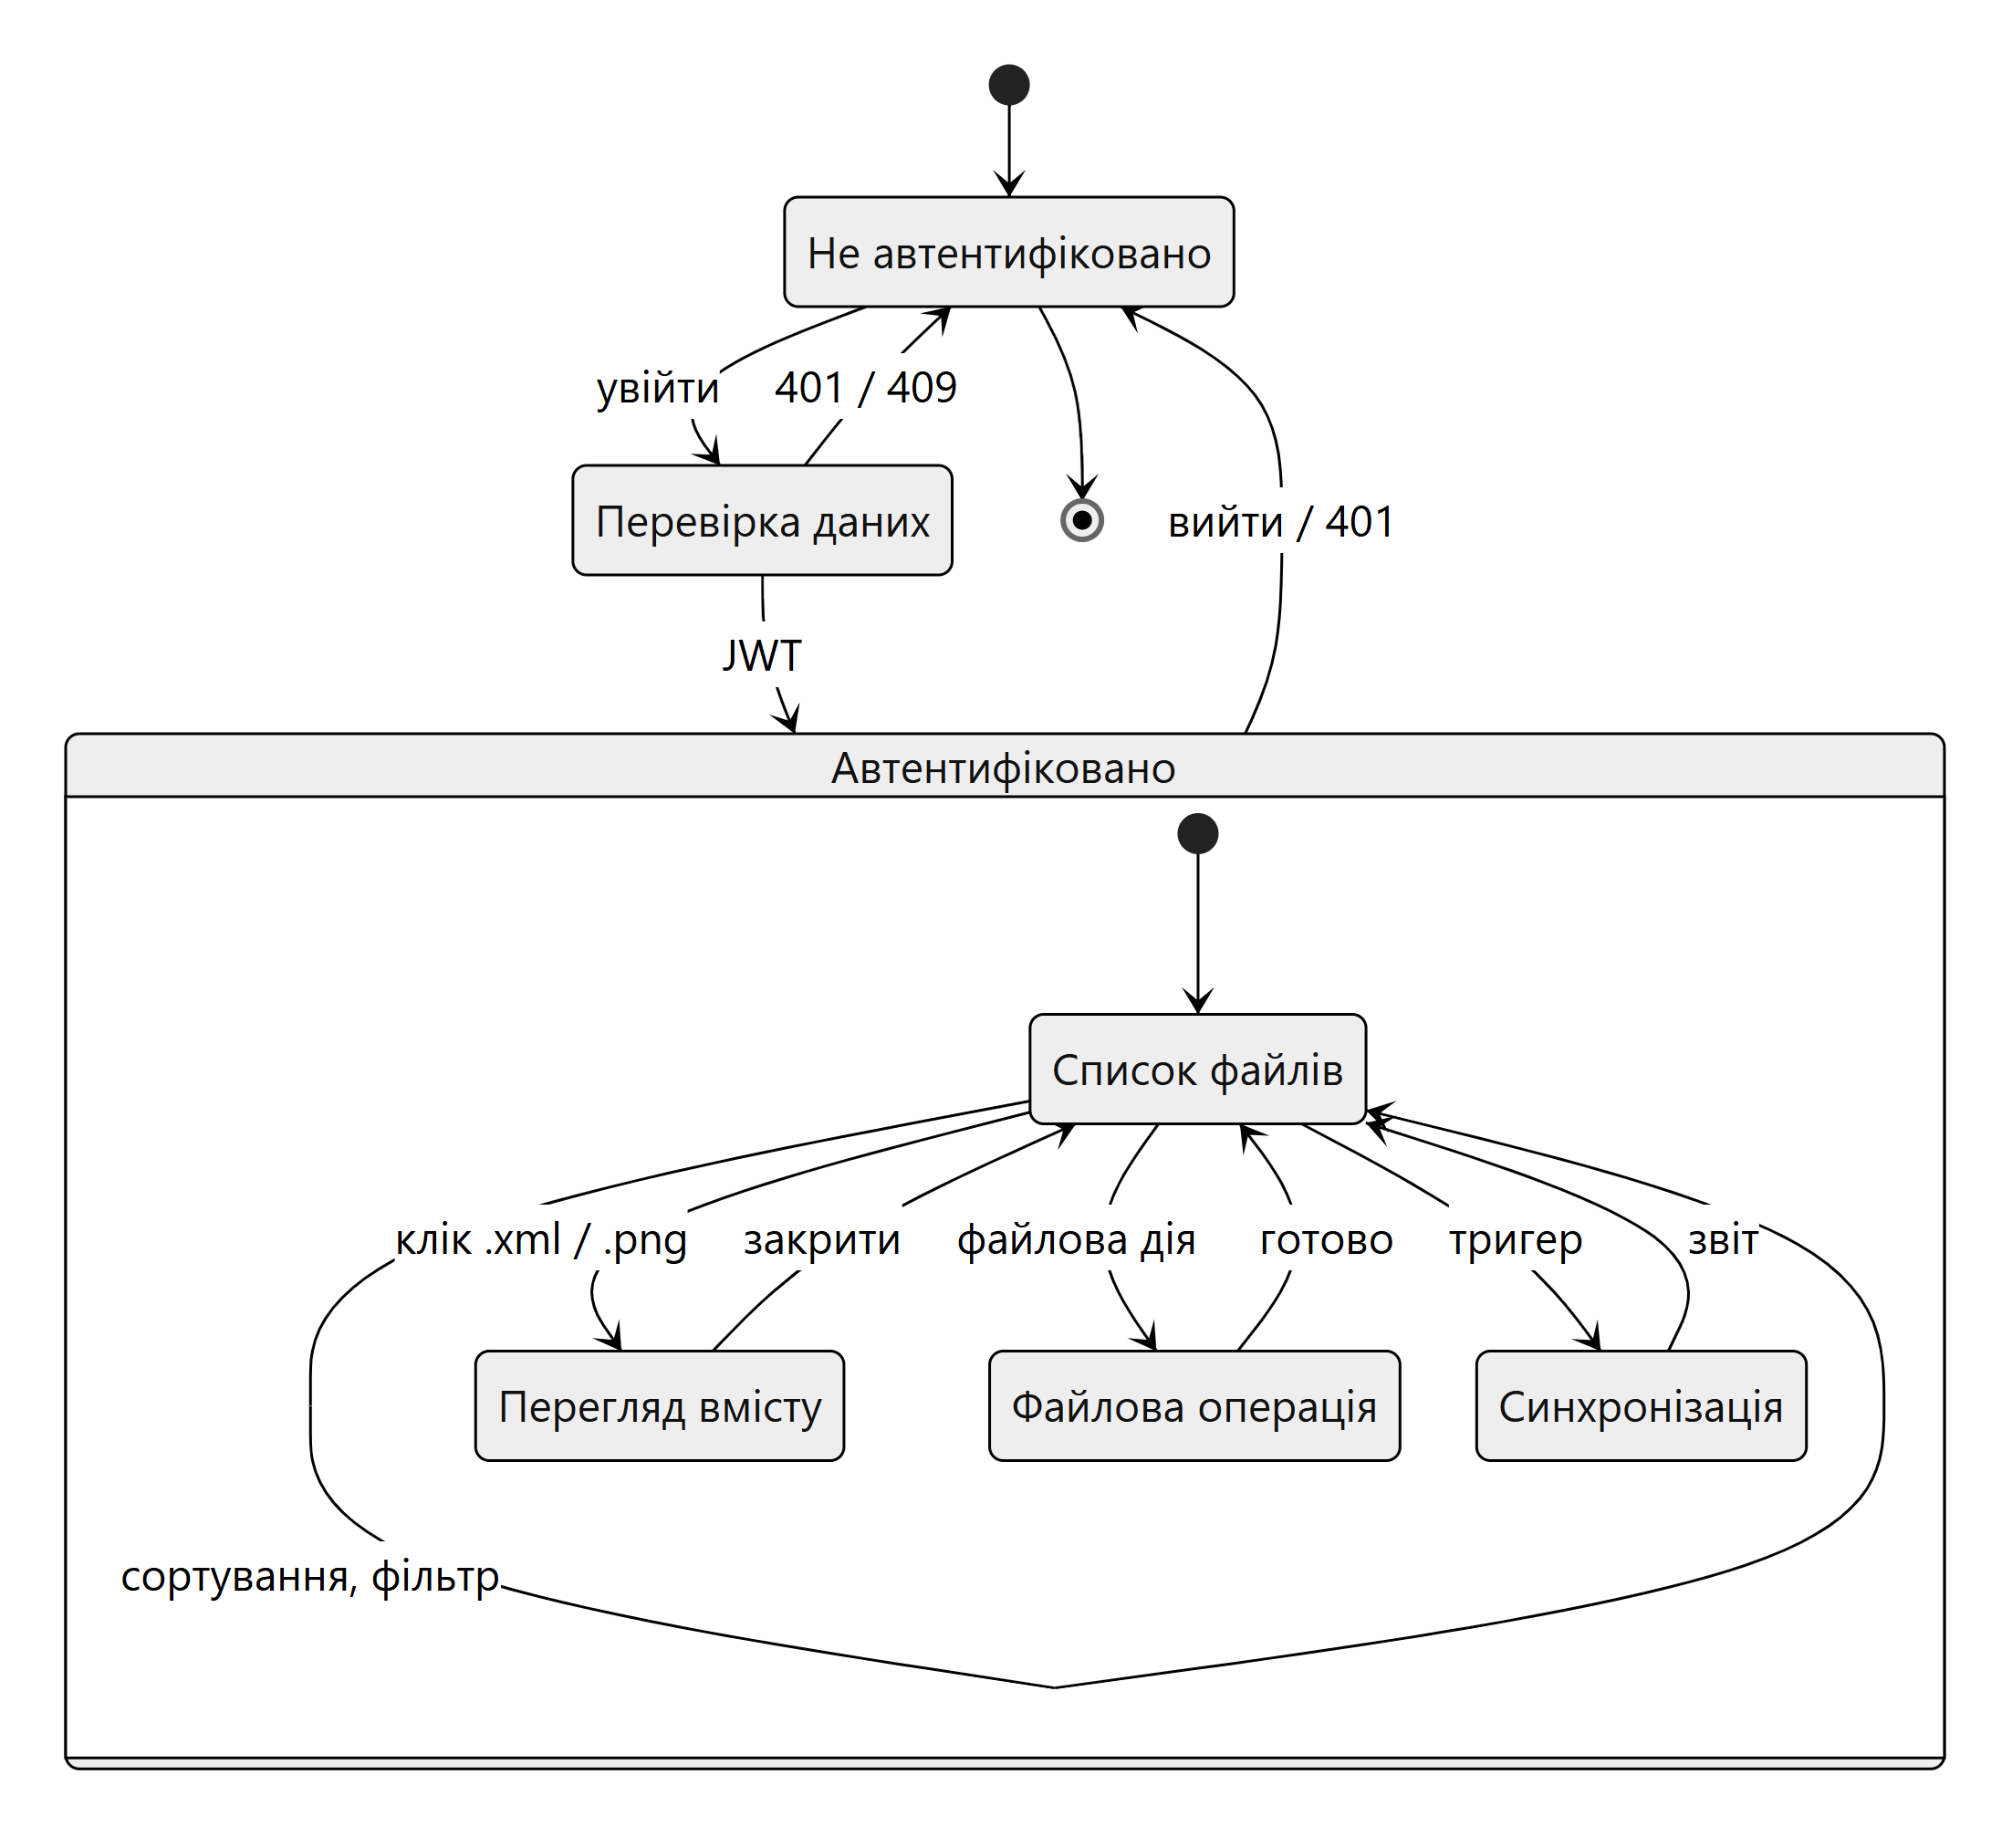 Не автентифіковано
увійти
401 / 409
Перевірка даних
вийти / 401
JWT
Автентифіковано
Список файлів
клік .xml / .png
закрити
файлова дія
готово
тригер
звіт
Перегляд вмісту
Файлова операція
Синхронізація
сортування, фільтр